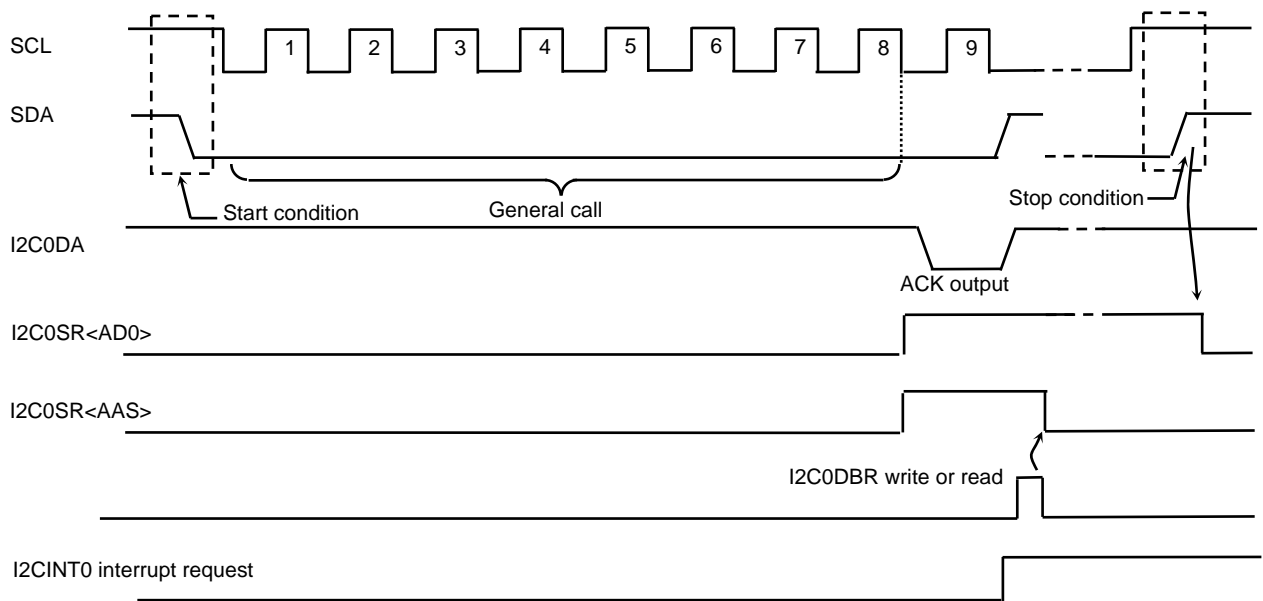 SCL
1 2 3 4 5 6 7 8 9
SDA
Start condition
General call
Stop condition
I2C0DA
ACK output
I2C0SR<AD0>
I2C0SR<AAS>
I2C0DBR write or read
I2CINT0 interrupt request